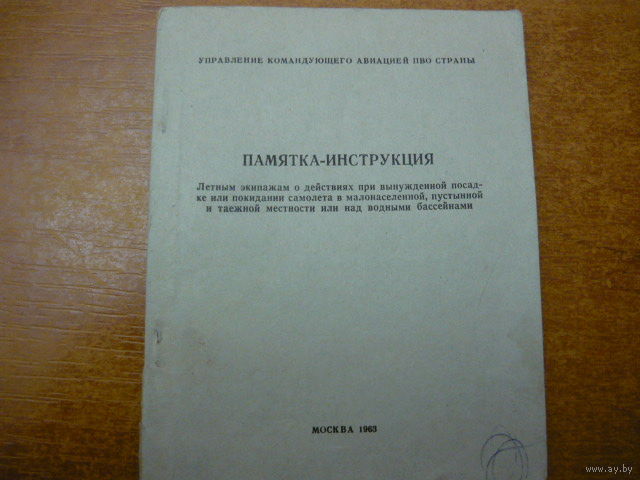 УПРАВЛЕНИЕ КОМАНДУЮЩЕГО АВИАЦИЕЙ ПВО СТРАНЫ
ПАМЯТКА-ИНСТРУКЦИЯ
Летным экипажам о действиях при вынужденной посад-
ке или покидании самолета в малонаселенной, пустынной
и таежной местности или над водными бассейнами
МОСКВА 1963
www.ay.by